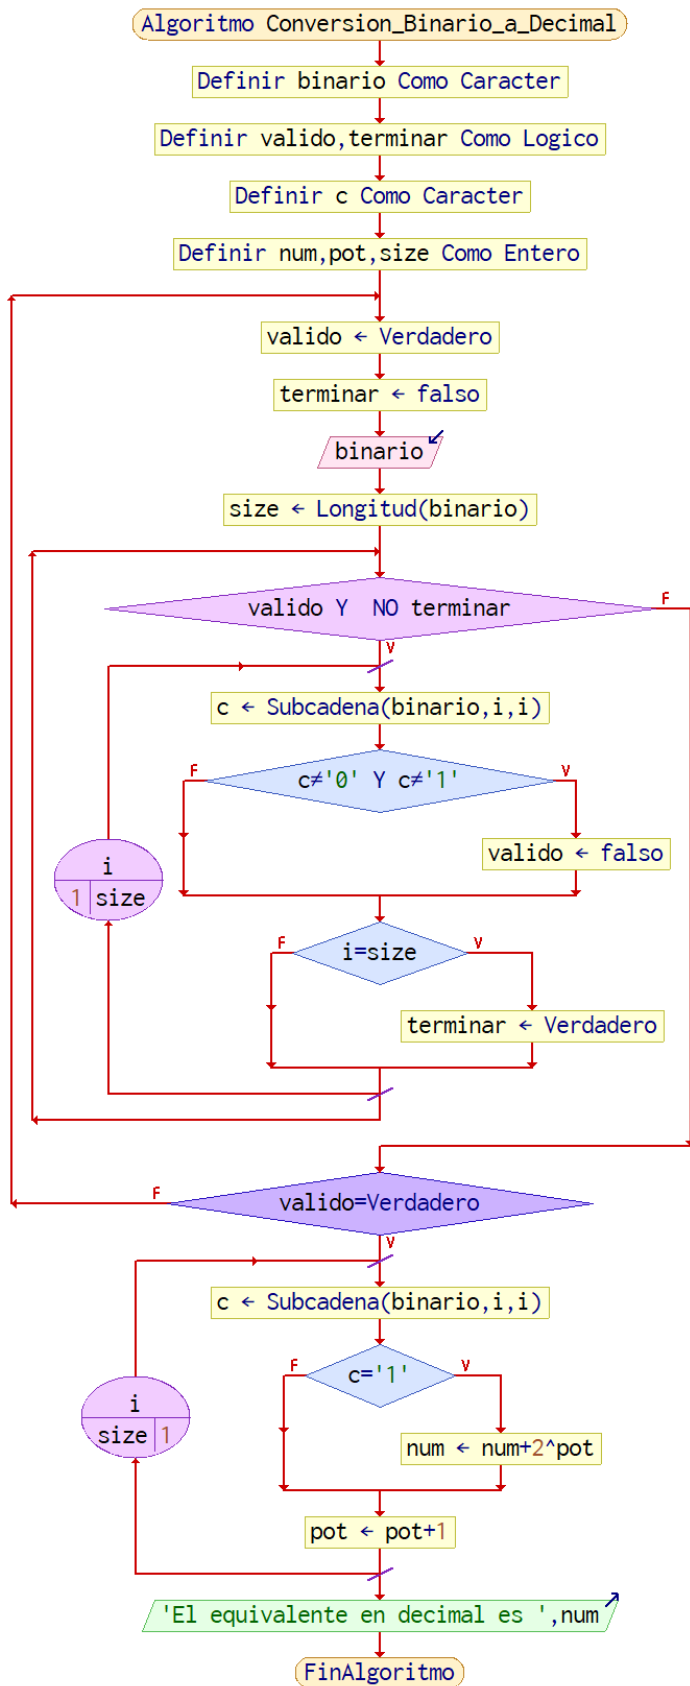 Algoritmo Conversion_Binario_a_Decimal
Definir binario Como Caracter
Definir valido,terminar Como Logico
Definir c Como Caracter
Definir num,pot,size Como Entero
valido ← Verdadero
terminar ← falso
binario
size ← Longitud(binario)
valido Y  NO terminar
F
V
c ← Subcadena(binario,i,i)
F
c≠'0' Y c≠'1'
V
valido ← falso
i
1 size
F
i=size
V
terminar ← Verdadero
F
valido=Verdadero
V
c ← Subcadena(binario,i,i)
F
c='1'
V
i
size 1
num ← num+2^pot
pot ← pot+1
'El equivalente en decimal es ',num
FinAlgoritmo